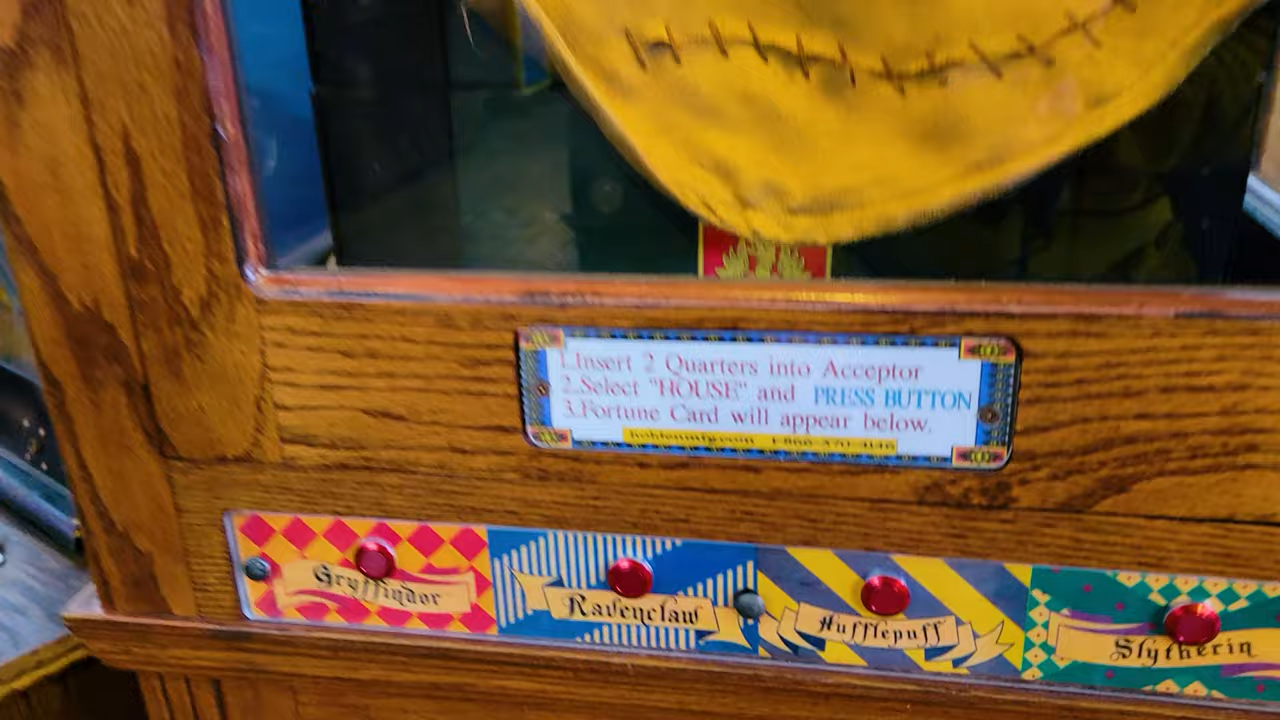 1.Insert 2 Quarters into Acceptor
2.Select "HOUSE" and PRESS BUTTON
3.Fortune Card will appear below.
Gryffindor
Ravenclaw
Hufflepuff
Slytherin